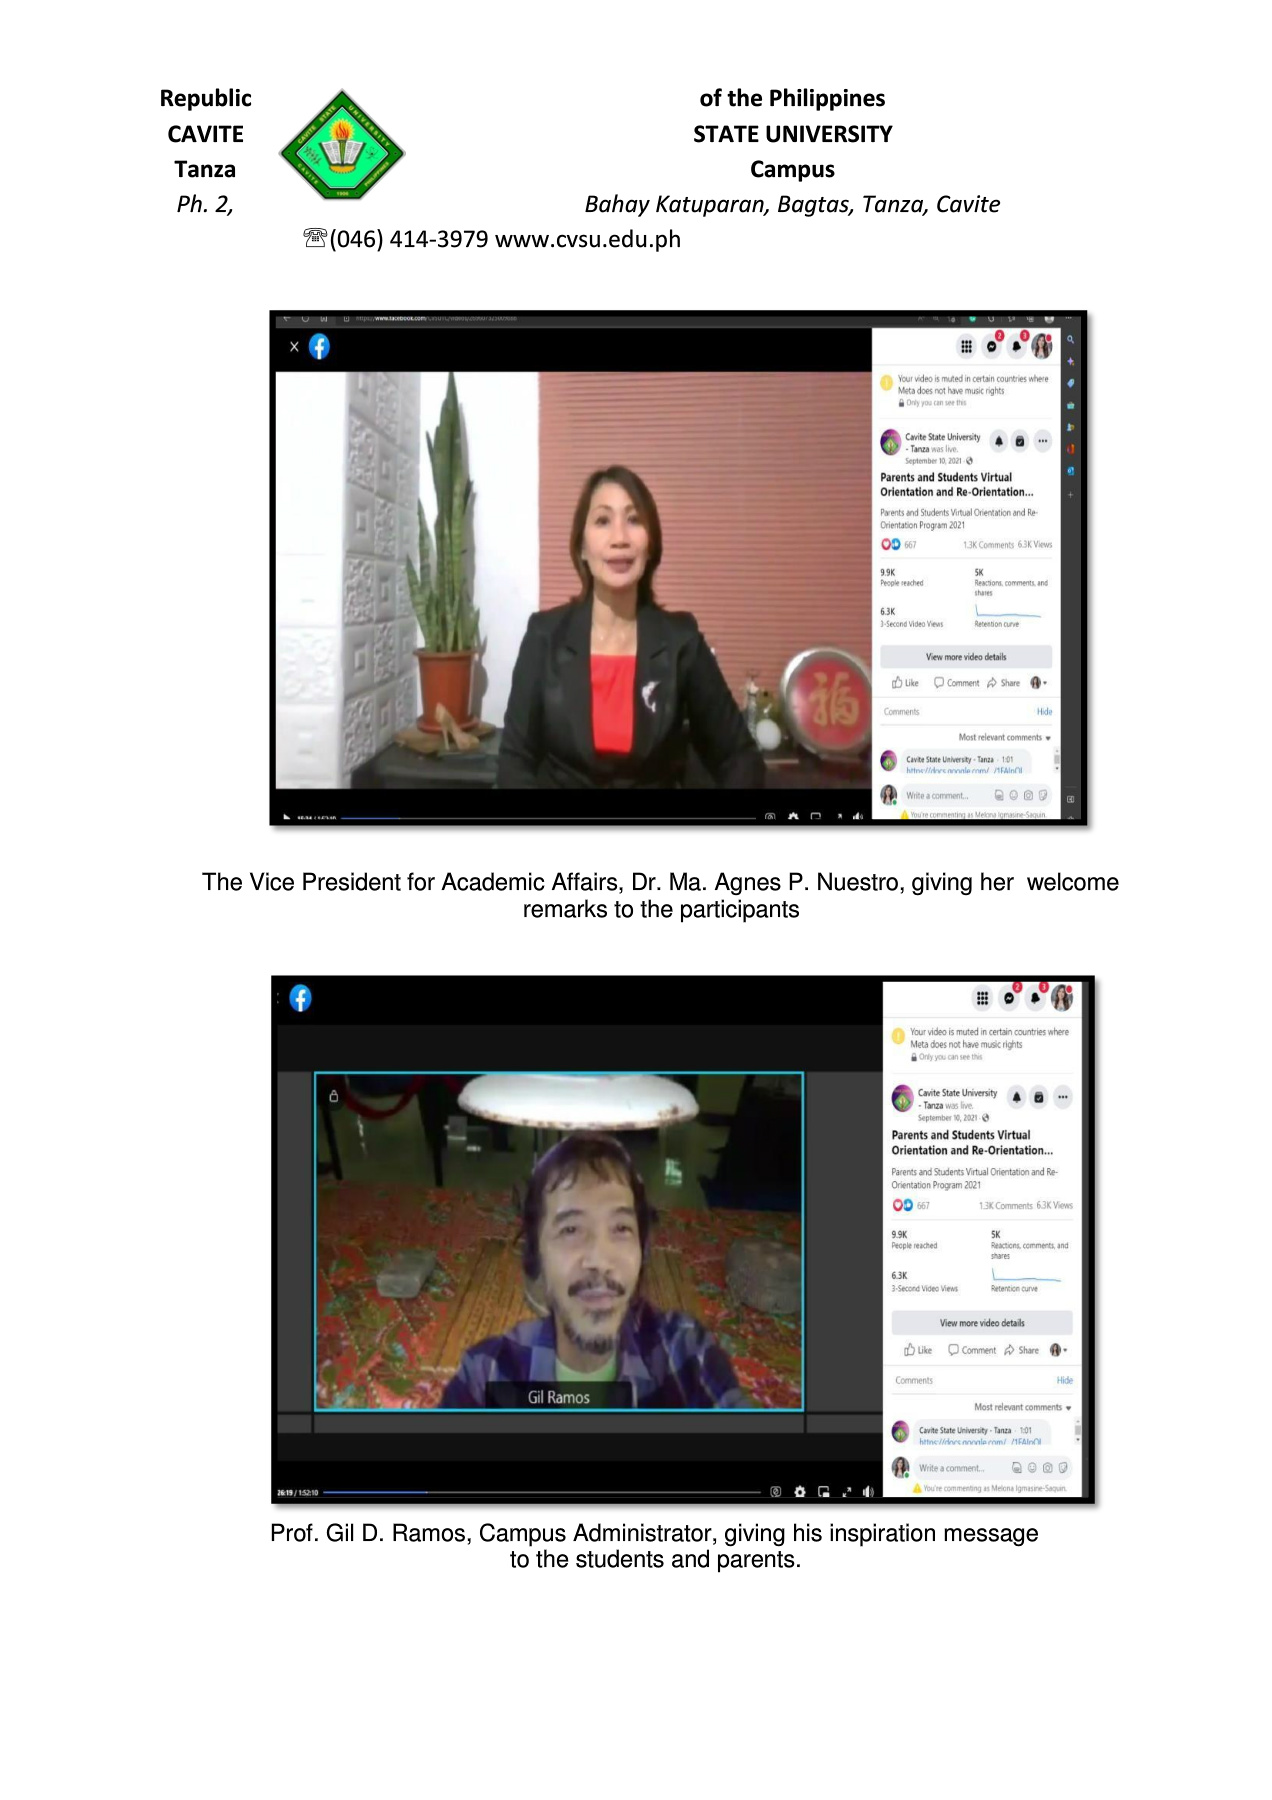 Republic of the Philippines
CAVITE STATE UNIVERSITY
Tanza Campus
Ph. 2, Bahay Katuparan, Bagtas, Tanza, Cavite
☏(046) 414-3979 www.cvsu.edu.ph
CAVITE STATE UNIVERSITY
CAVITE PHILIPPINES
1906
2
3
Your video is muted in certain countries where
Meta does not have music rights
Only you can see this
Cavite State University
- Tanza was live.
September 10, 2021 ·
Parents and Students Virtual
Orientation and Re-Orientation...
Parents and Students Virtual Orientation and Re-
Orientation Program 2021
667 1.3K Comments 6.3K Views
9.9K 5K
People reached Reactions, comments, and
shares
6.3K
3-Second Video Views Retention curve
View more video details
Like Comment Share
Comments Hide
Most relevant comments
Cavite State University - Tanza · 1:01
https://docs.google.com/
Write a comment...
You're commenting as Melona Igmasine-Saquin.
福
The Vice President for Academic Affairs, Dr. Ma. Agnes P. Nuestro, giving her welcome
remarks to the participants
2
3
Your video is muted in certain countries where
Meta does not have music rights
Only you can see this
Cavite State University
- Tanza was live.
September 10, 2021 ·
Parents and Students Virtual
Orientation and Re-Orientation...
Parents and Students Virtual Orientation and Re-
Orientation Program 2021
667 1.3K Comments 6.3K Views
9.9K 5K
People reached Reactions, comments, and
shares
6.3K
3-Second Video Views Retention curve
View more video details
Like Comment Share
Comments Hide
Most relevant comments
Cavite State University - Tanza · 1:01
https://docs.google.com/
Write a comment...
You're commenting as Melona Igmasine-Saquin.
Gil Ramos
26:19 / 1:52:10
Prof. Gil D. Ramos, Campus Administrator, giving his inspiration message
to the students and parents.